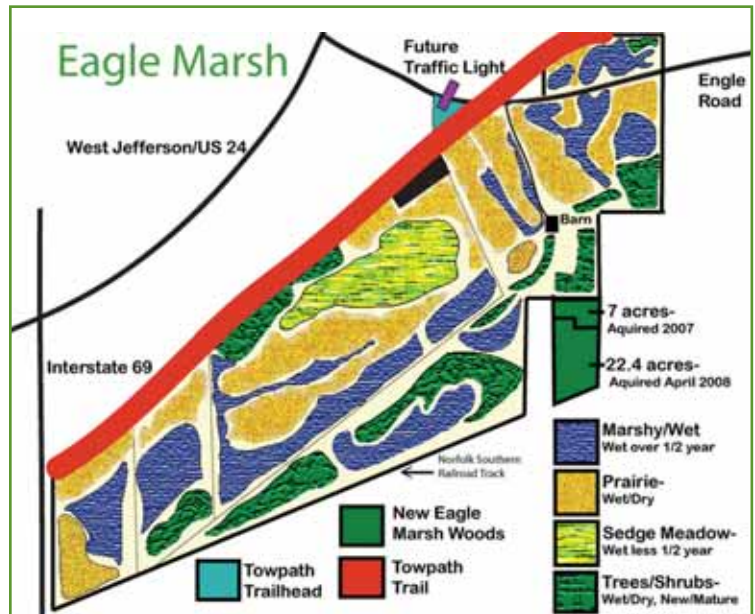 Eagle Marsh
Future
Traffic Light
Engle
Road
West Jefferson/US 24
Barn
7 acres-
Aquired 2007
Interstate 69
22.4 acres-
Aquired April 2008
Marshy/Wet
Wet over 1/2 year
Norfolk Southern
Railroad Track
Prairie-
Wet/Dry
New Eagle
Marsh Woods
Sedge Meadow-
Wet less 1/2 year
Towpath
Trailhead
Towpath
Trail
Trees/Shrubs-
Wet/Dry, New/Mature